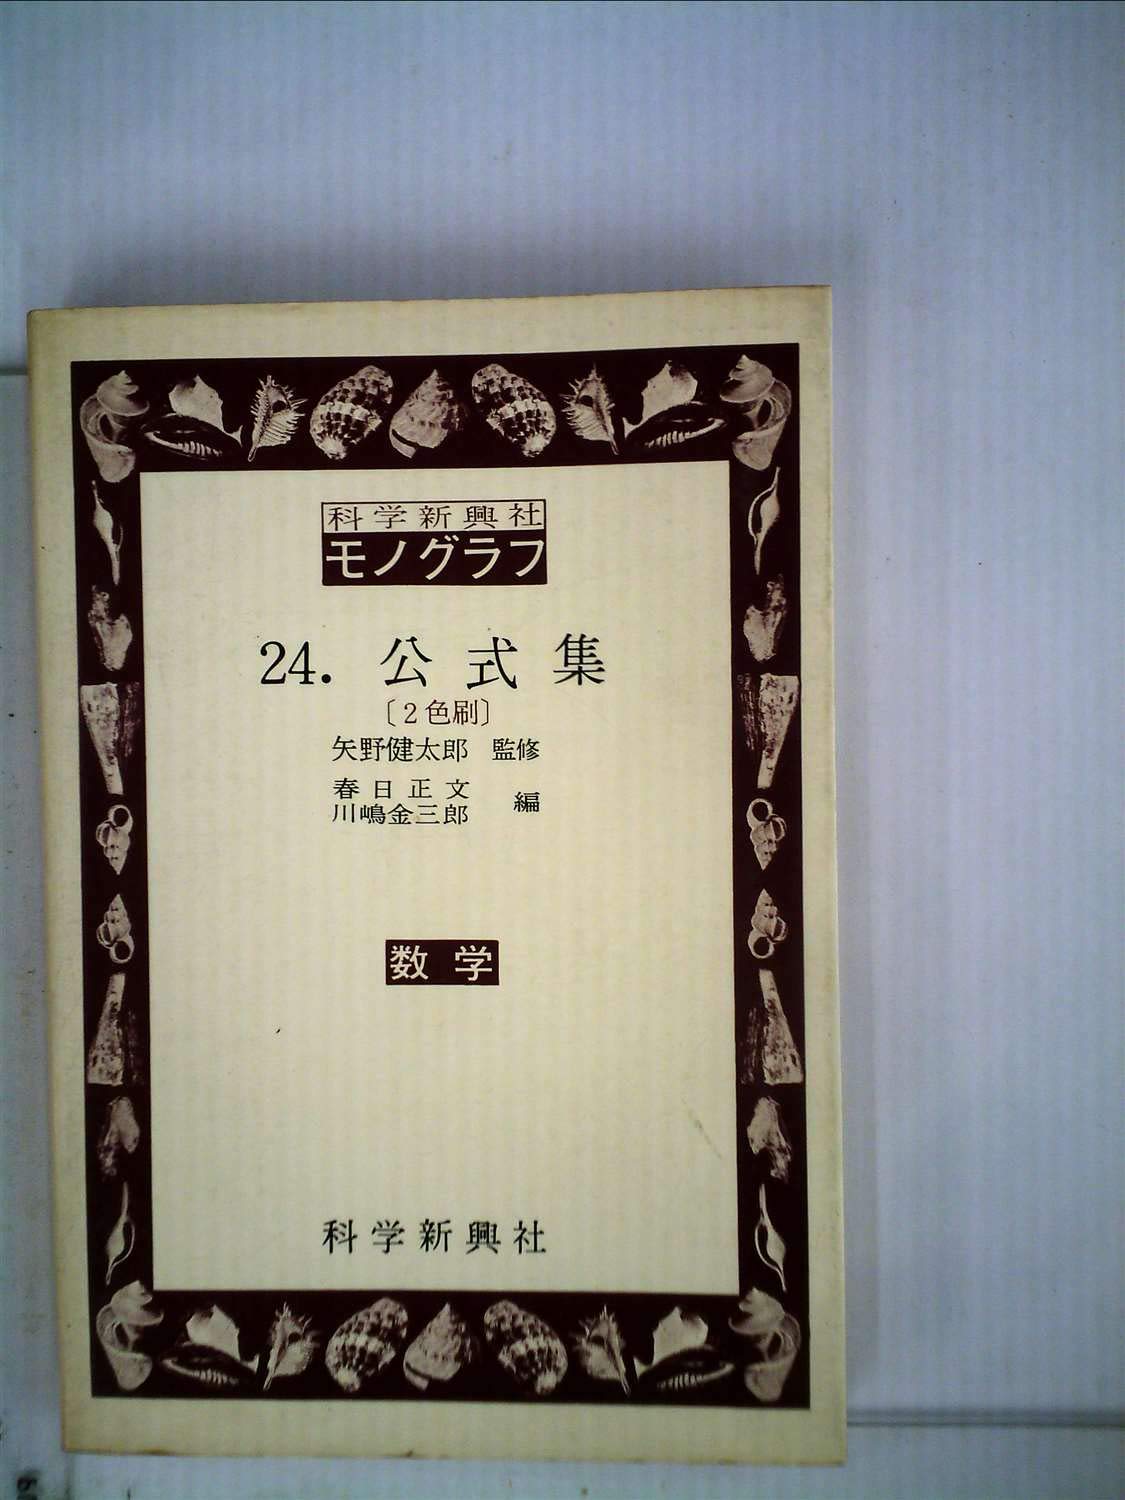 科学新興社
モノグラフ
24. 公式集
〔2色刷〕
矢野健太郎 監修
春日正文
川嶋金三郎 編
数学
科学新興社